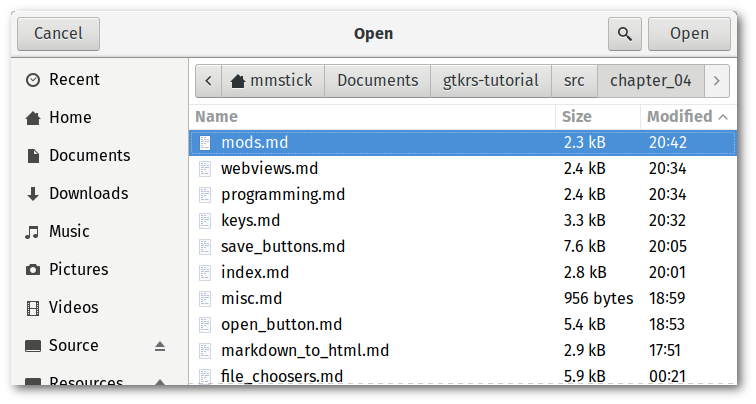 Cancel Open Open
mmstick Documents gtkrs-tutorial src chapter_04
Recent
Home
Documents
Downloads
Music
Pictures
Videos
Source
Resources
Name Size Modified
mods.md 2.3 kB 20:42
webviews.md 2.4 kB 20:34
programming.md 2.4 kB 20:34
keys.md 3.3 kB 20:32
save_buttons.md 7.6 kB 20:05
index.md 2.8 kB 20:01
misc.md 956 bytes 18:59
open_button.md 5.4 kB 18:53
markdown_to_html.md 2.9 kB 17:51
file_choosers.md 5.9 kB 00:21